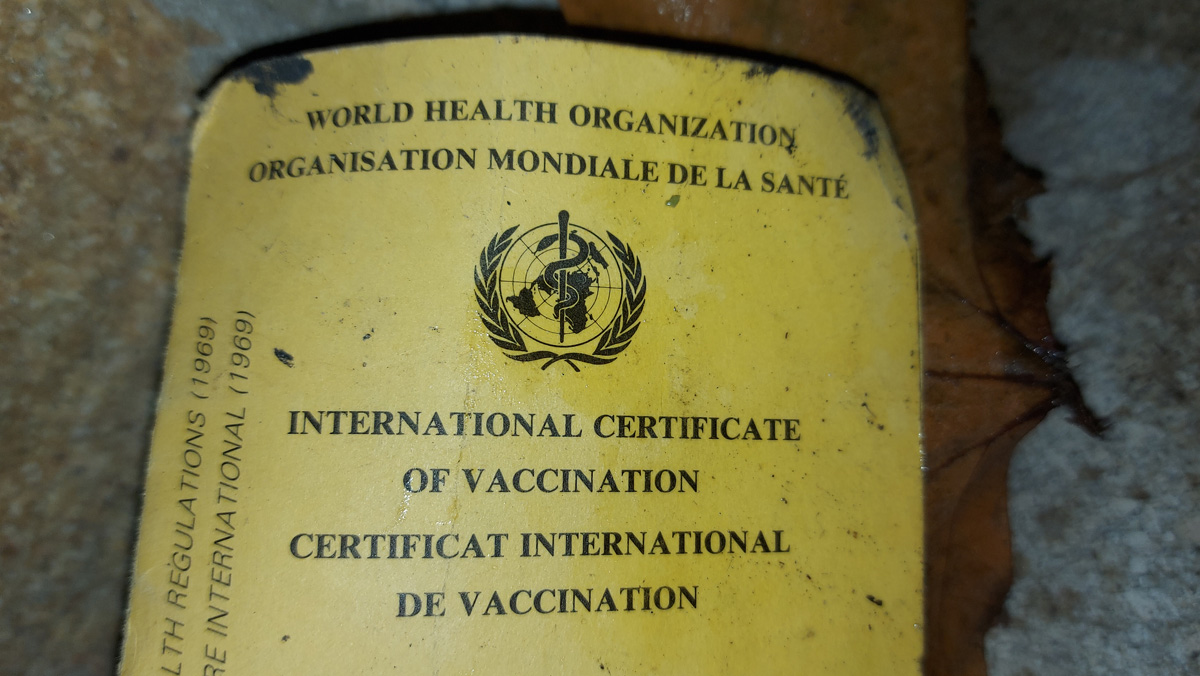 WORLD HEALTH ORGANIZATION
ORGANISATION MONDIALE DE LA SANTÉ
INTERNATIONAL CERTIFICATE
OF VACCINATION
CERTIFICAT INTERNATIONAL
DE VACCINATION
LTH REGULATIONS (1969)
RE INTERNATIONAL (1969)